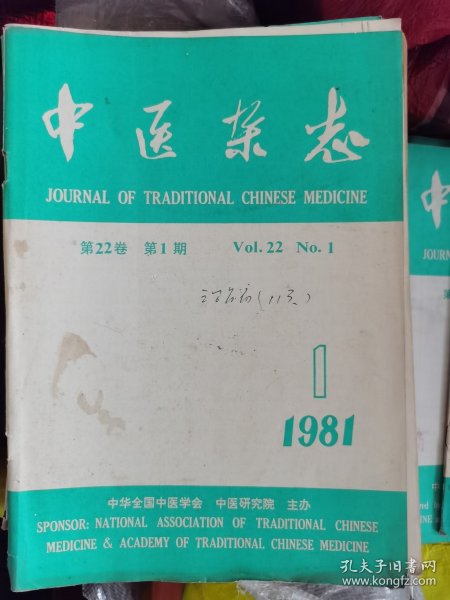 中医杂志
JOURNAL OF TRADITIONAL CHINESE MEDICINE
第22卷 第1期 Vol. 22 No. 1
1
1981
中华全国中医学会 中医研究院 主办
SPONSOR: NATIONAL ASSOCIATION OF TRADITIONAL CHINESE
MEDICINE & ACADEMY OF TRADITIONAL CHINESE MEDICINE
中
JOURN
孔夫子旧书网
www.kongfz.com